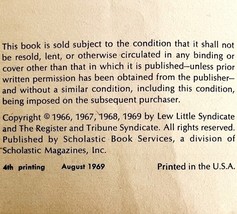 This book is sold subject to the condition that it shall not
be resold, lent, or otherwise circulated in any binding or
cover other than that in which it is published—unless prior
written permission has been obtained from the publisher—
and without a similar condition, including this condition,
being imposed on the subsequent purchaser.
Copyright © 1966, 1967, 1968, 1969 by Lew Little Syndicate
and The Register and Tribune Syndicate. All rights reserved.
Published by Scholastic Book Services, a division of
Scholastic Magazines, Inc.
4th printing August 1969 Printed in the U.S.A.